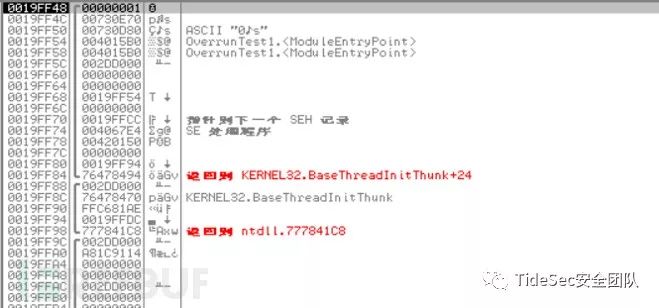 0019FF48 00000001 0
0019FF4C 00730E70 p♬s
0019FF50 00730D80 Ç♪s ASCII "0♪s"
0019FF54 004015B0 ▒S@ OverrunTest1.<ModuleEntryPoint>
0019FF58 004015B0 ▒S@ OverrunTest1.<ModuleEntryPoint>
0019FF5C 002DD000
0019FF60 00000000
0019FF64 00000000
0019FF68 0019FF54 T ↓
0019FF6C 00000000
0019FF70 0019FFCC ╠ ↓ 指针到下一个 SEH 记录
0019FF74 004067E4 Σg@ SE 处理程序
0019FF78 00420150 P0B
0019FF7C 00000000
0019FF80 0019FF94 ö ↓
0019FF84 76478494 öäGv 返回到 KERNEL32.BaseThreadInitThunk+24
0019FF88 002DD000
0019FF8C 76478470 päGv KERNEL32.BaseThreadInitThunk
0019FF90 FFC681AE
0019FF94 0019FFDC ▄ ↓
0019FF98 777841C8 ╚Axw 返回到 ntdll.777841C8
0019FF9C 002DD000
0019FFA0 A81C9114
0019FFA4 00000000
0019FFA8 00000000
0019FFAC 002DD000
0019FFB0 00000000
TideSec安全团队